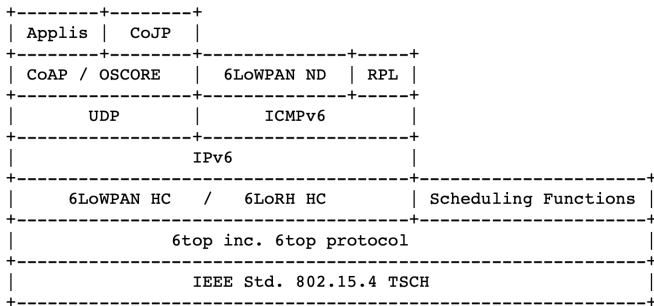 Applis | CoJP
CoAP / OSCORE | 6LoWPAN ND | RPL
UDP | ICMPv6
IPv6
6LoWPAN HC / 6LoRH HC | Scheduling Functions
6top inc. 6top protocol
IEEE Std. 802.15.4 TSCH